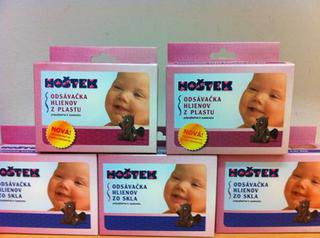 HOŠTEK
ODSÁVAČKA
HLIENOV
Z PLASTU
NOVÁ!
HOŠTEK
ODSÁVAČKA
HLIENOV
Z PLASTU
NOVÁ!
HOŠTEK
ODSÁVAČKA
HLIENOV
ZO SKLA
HOŠTEK
ODSÁVAČKA
HLIENOV
ZO SKLA
HOŠTEK
ODSÁVAČKA
HLIENOV
ZO SKLA